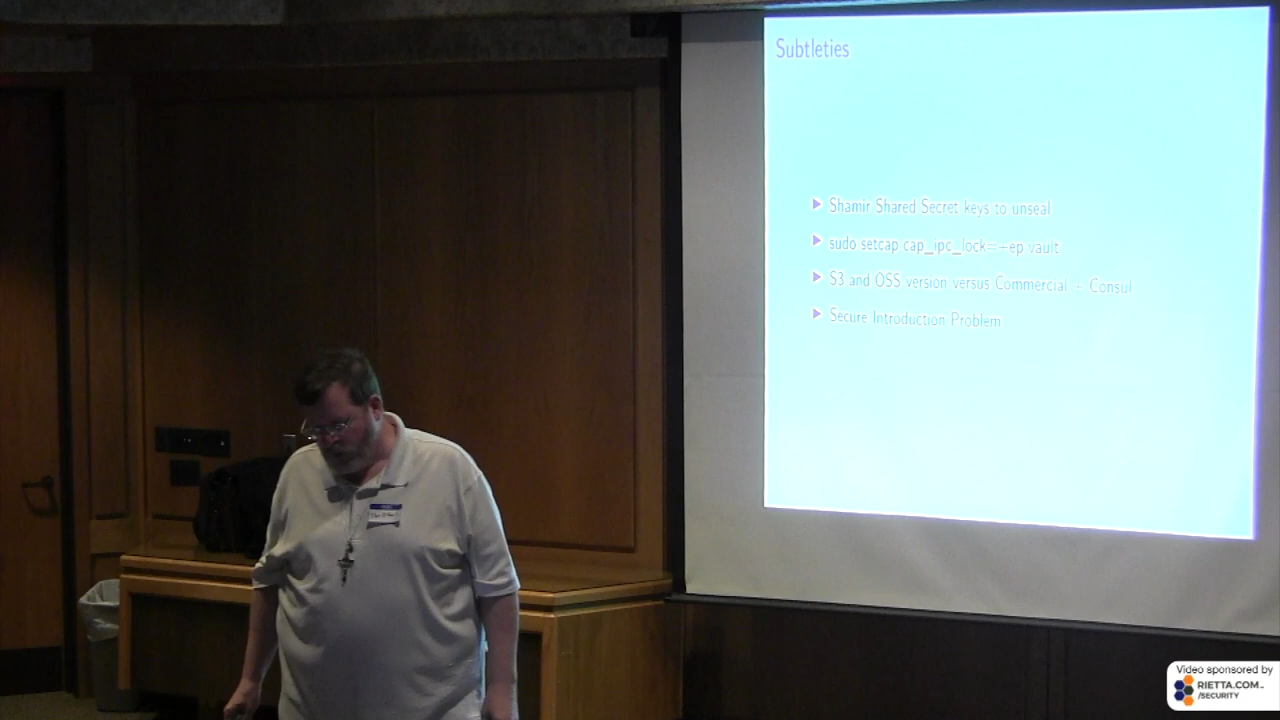 Subtleties
Shamir Shared Secret keys to unseal
sudo setcap cap_ipc_lock=+ep vault
S3 and OSS version versus Commercial + Consul
Secure Introduction Problem
Video sponsored by
RIETTA.COM
/SECURITY